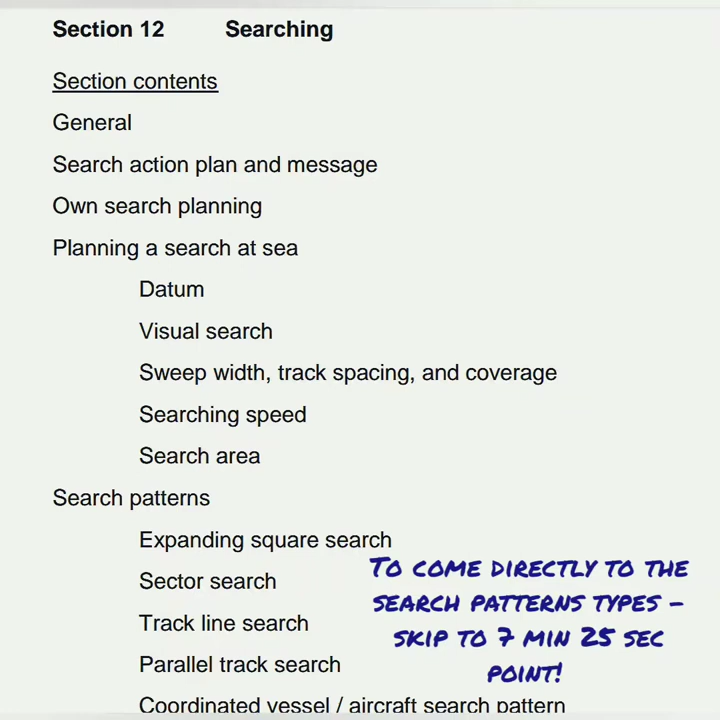 Section 12 Searching
Section contents
General
Search action plan and message
Own search planning
Planning a search at sea
Datum
Visual search
Sweep width, track spacing, and coverage
Searching speed
Search area
Search patterns
Expanding square search
Sector search
Track line search
Parallel track search
Coordinated vessel / aircraft search pattern
To come directly to the
search patterns types -
skip to 7 min 25 sec
point!